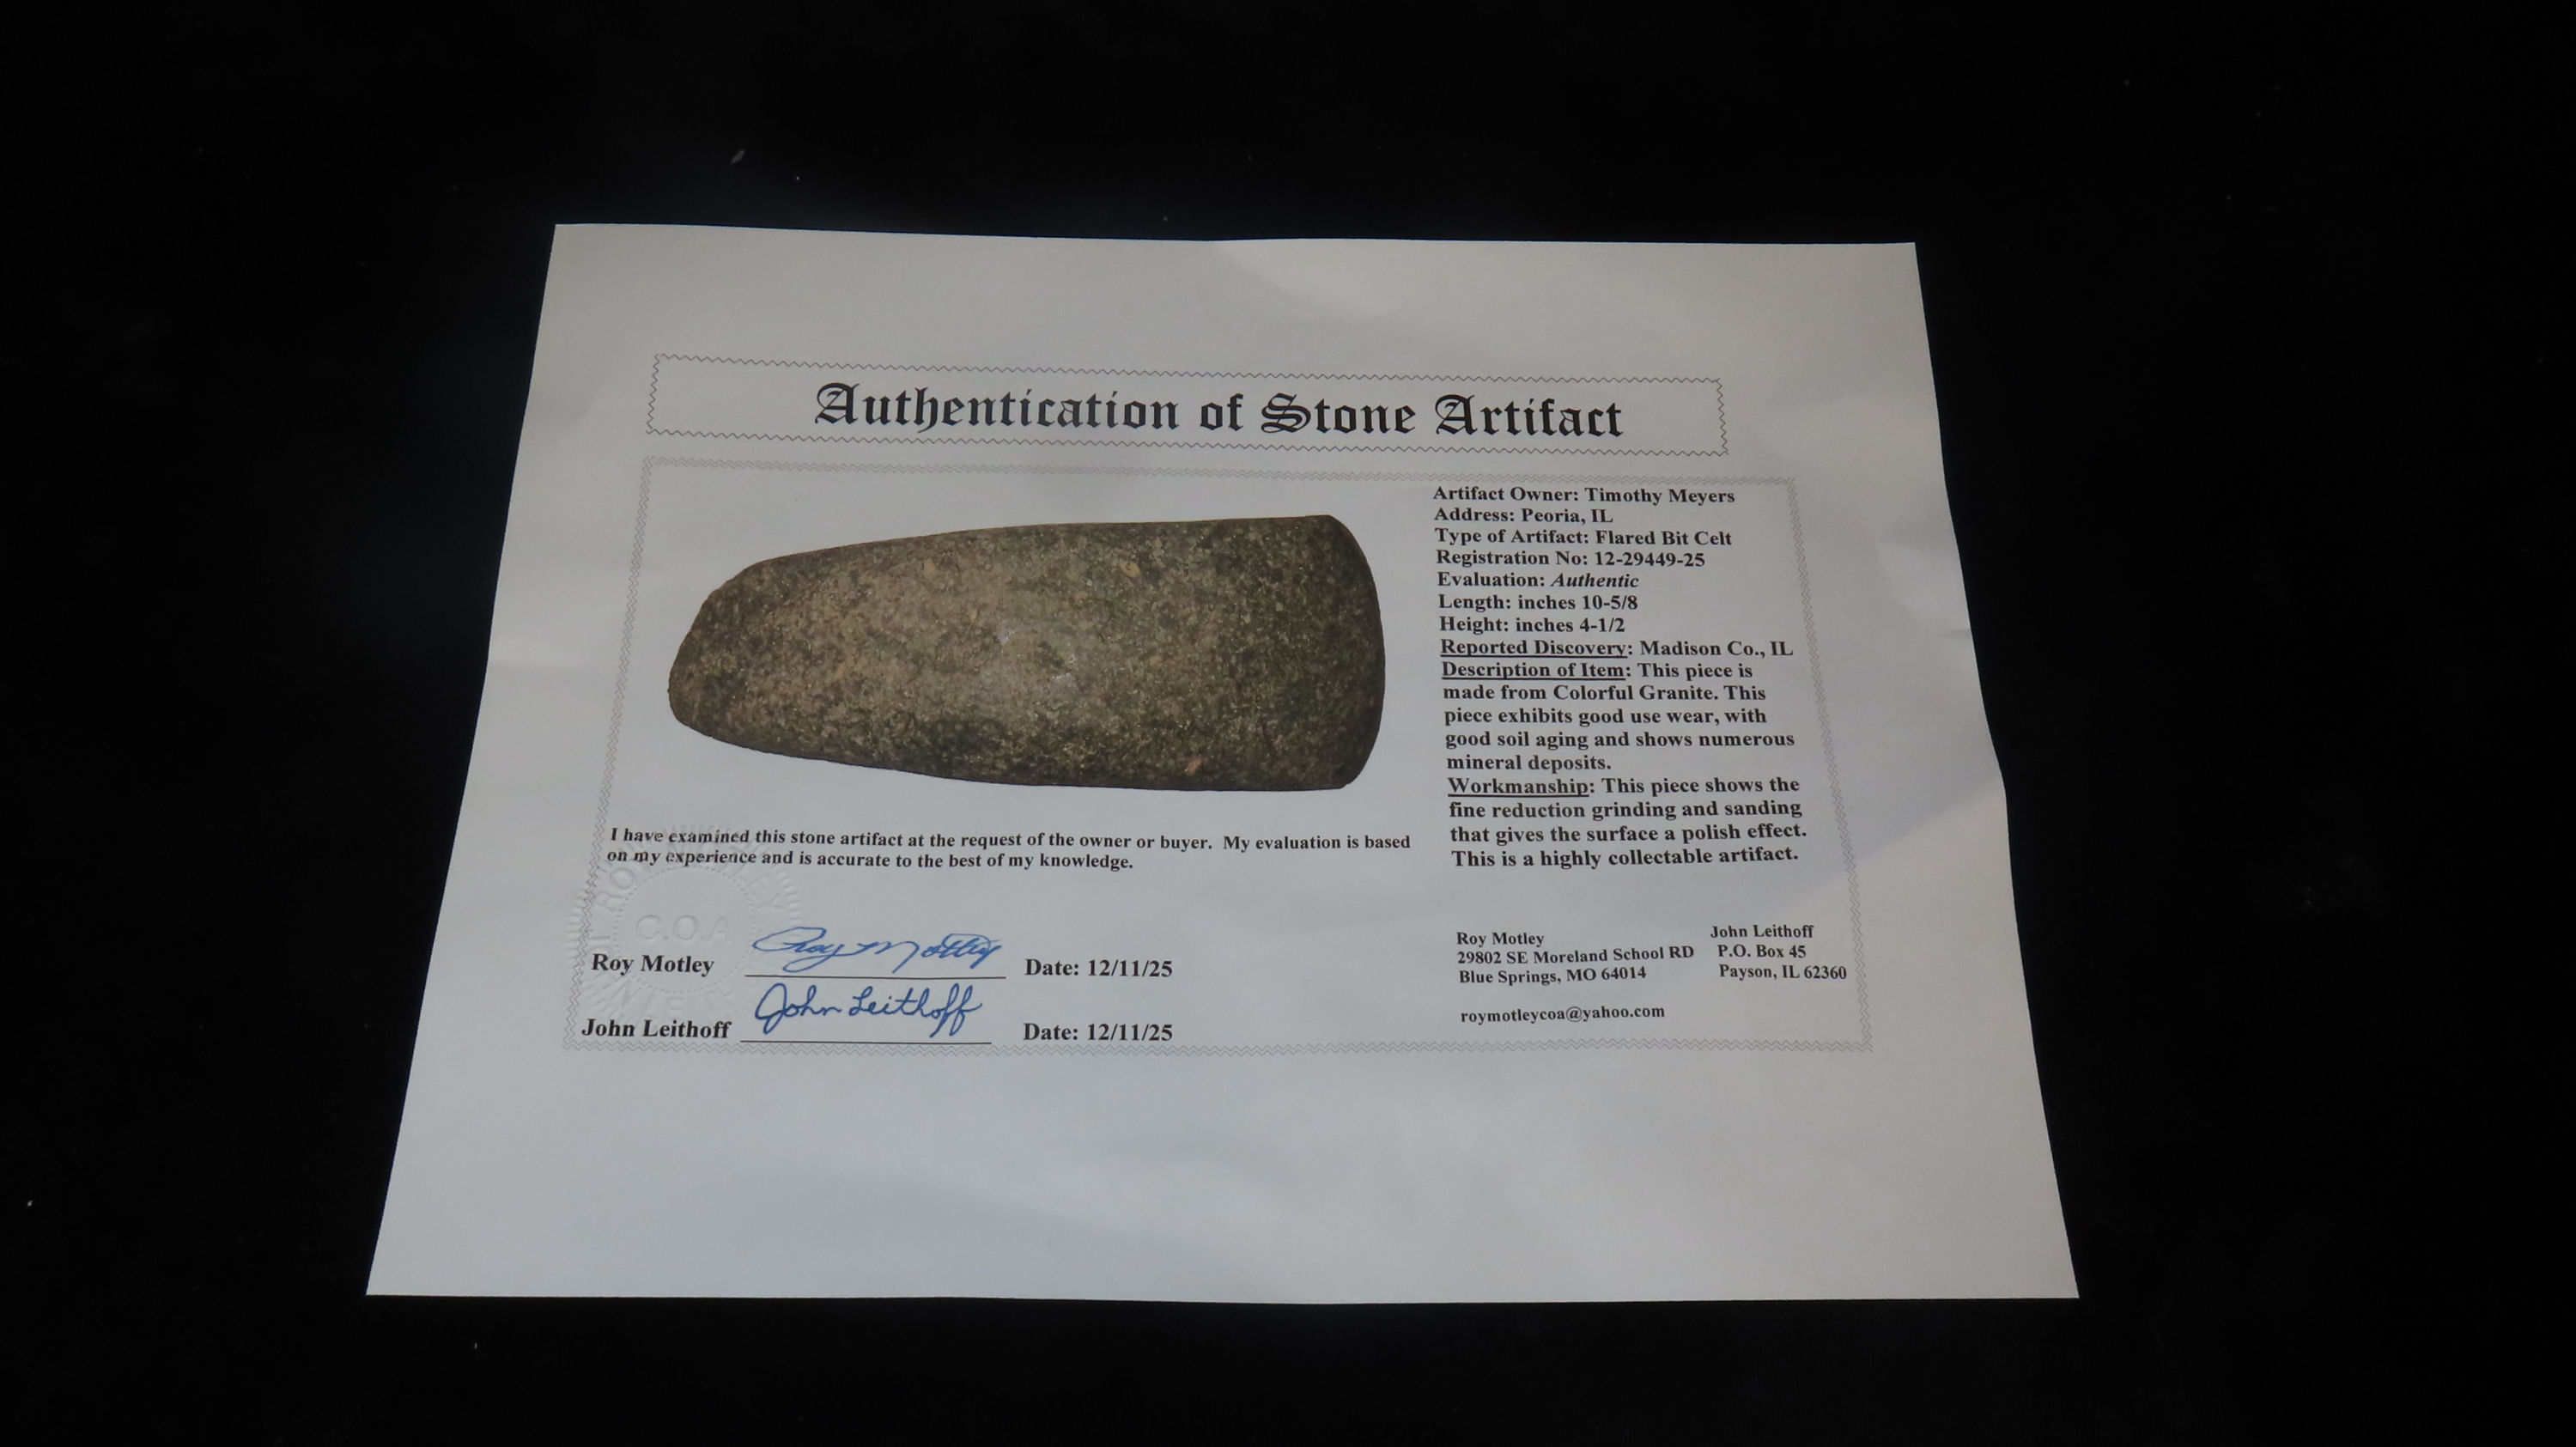 Authentication of Stone Artifact
Artifact Owner: Timothy Meyers
Address: Peoria, IL
Type of Artifact: Flared Bit Celt
Registration No: 12-29449-25
Evaluation: Authentic
Length: inches 10-5/8
Height: inches 4-1/2
Reported Discovery: Madison Co., IL
Description of Item: This piece is
made from Colorful Granite. This
piece exhibits good use wear, with
good soil aging and shows numerous
mineral deposits.
Workmanship: This piece shows the
fine reduction grinding and sanding
that gives the surface a polish effect.
This is a highly collectable artifact.
I have examined this stone artifact at the request of the owner or buyer. My evaluation is based
on my experience and is accurate to the best of my knowledge.
C.O.A
Roy Motley Roy Motley Date: 12/11/25
John Leithoff John Leithoff Date: 12/11/25
Roy Motley
29802 SE Moreland School RD
Blue Springs, MO 64014
roymotleycoa@yahoo.com
John Leithoff
P.O. Box 45
Payson, IL 62360